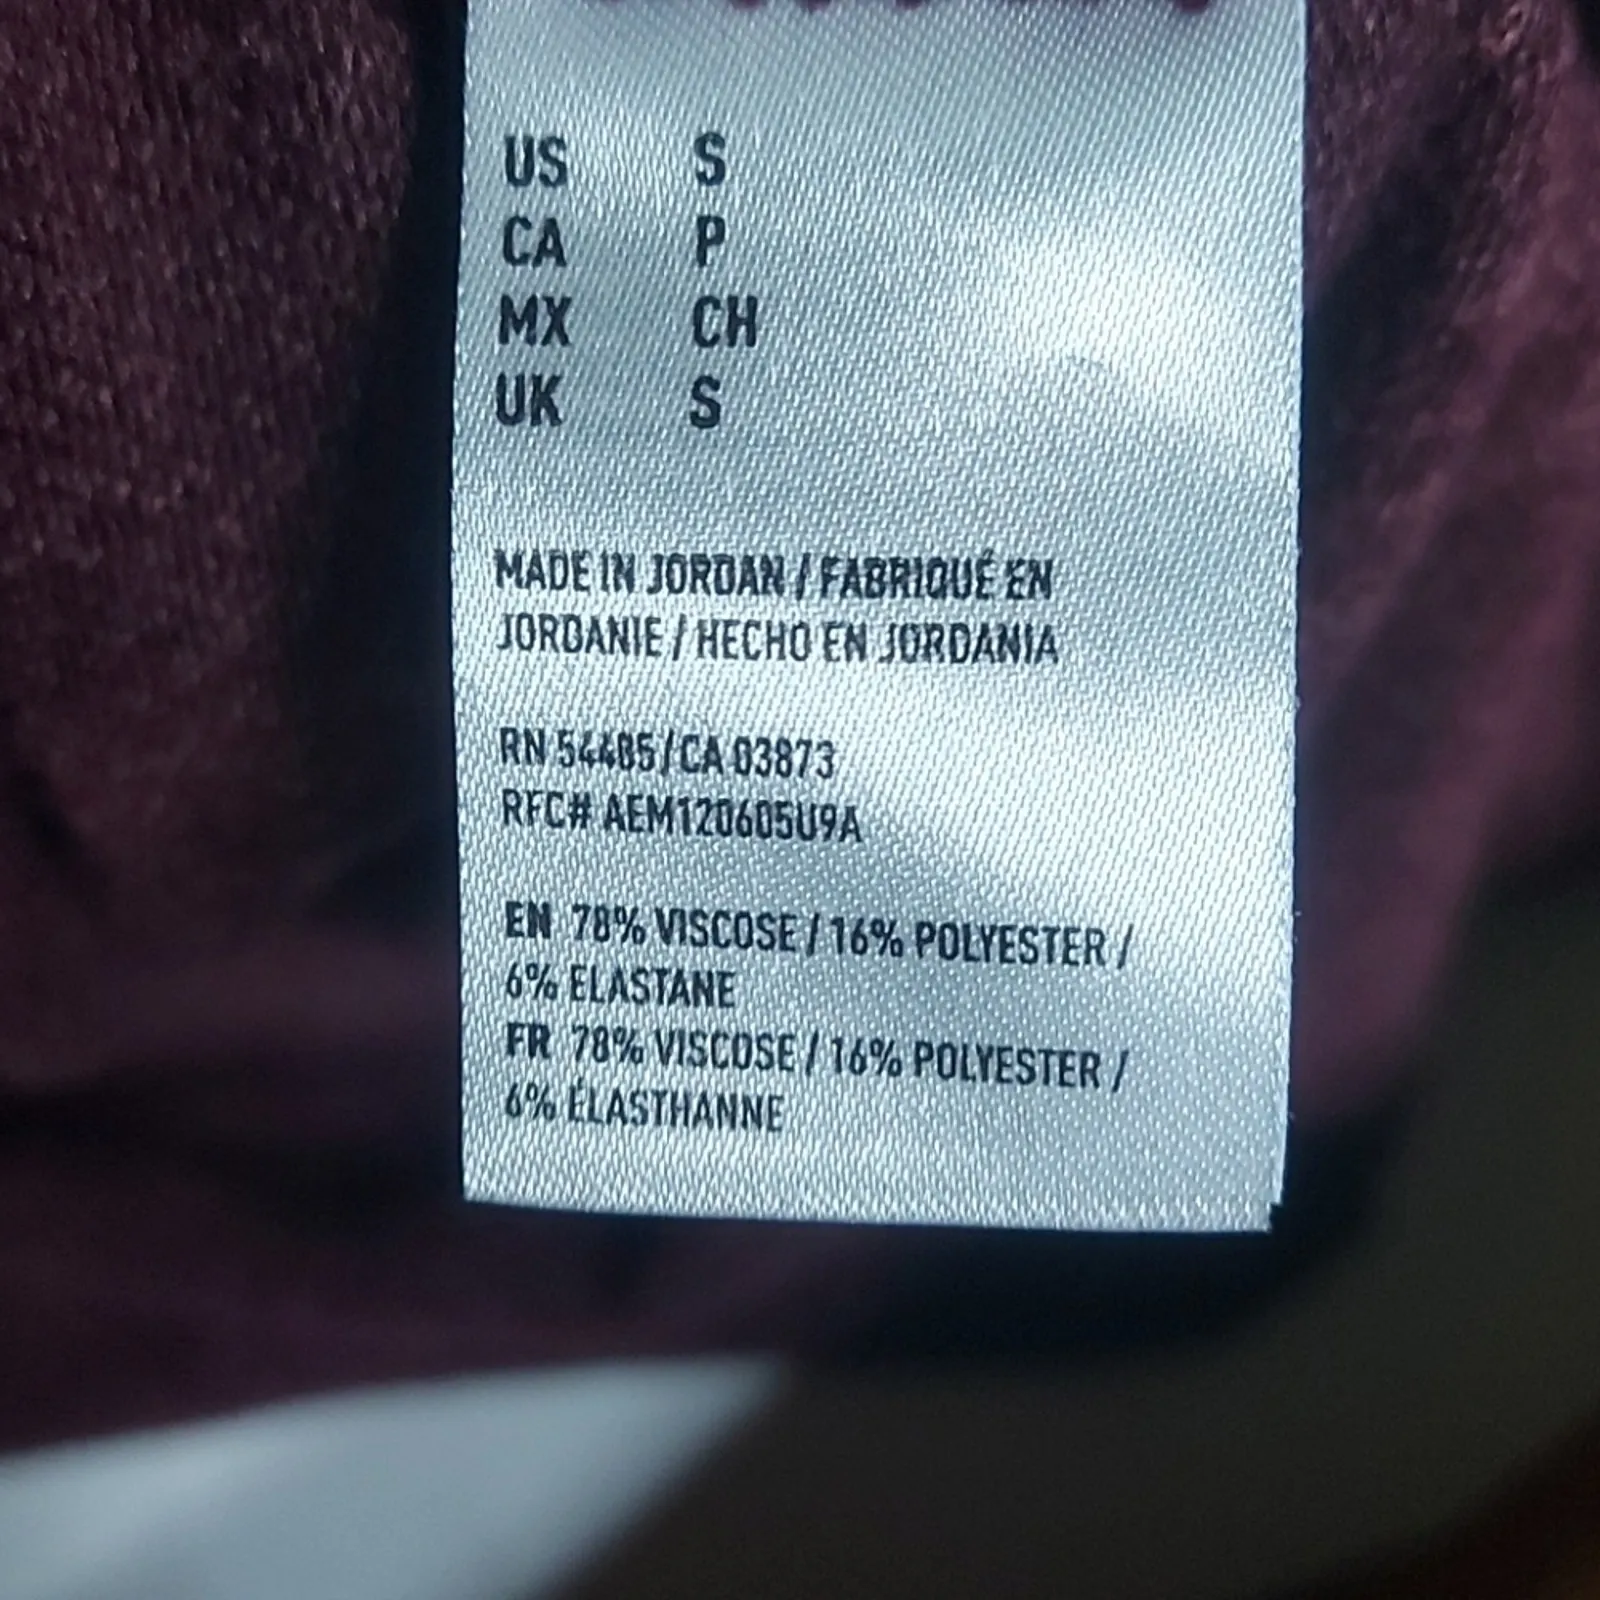 US S
CA P
MX CH
UK S
MADE IN JORDAN / FABRIQUÉ EN
JORDANIE / HECHO EN JORDANIA
RN 54485 / CA 03873
RFC# AEM120605U9A
EN 78% VISCOSE / 16% POLYESTER /
6% ELASTANE
FR 78% VISCOSE / 16% POLYESTER /
6% ÉLASTHANNE